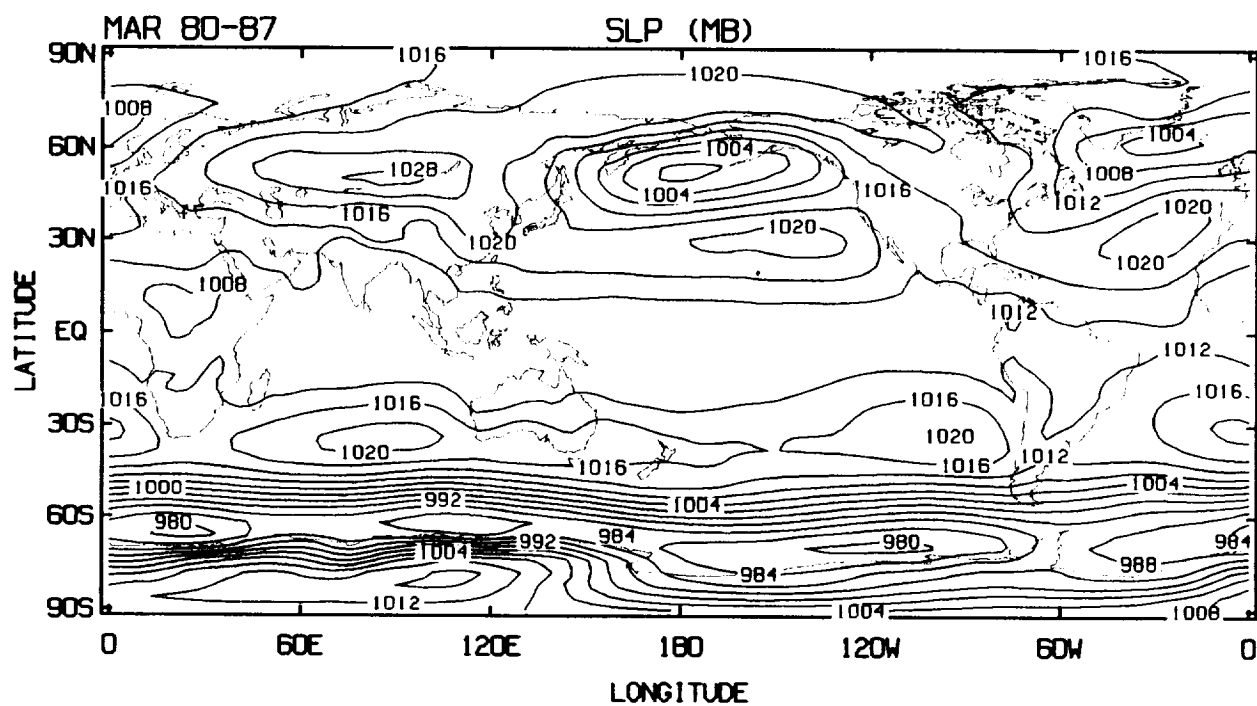 MAR 80-87 SLP (MB)
90N 1016 1020 1016
1008 1004
60N 1004
1028 1008
1016 1004 1016 1012
1016 1020 1020 1020
30N 1020
1008
1012
EQ
1012
1016 1016 1016 1016
30S 1020
1020 1016 1016 1012
1000 992 1004 1004
60S
980 984 980 984
1004 992 984 988
1012 1004 1008
90S
0 60E 120E 180 120W 60W 0
LATITUDE
LONGITUDE